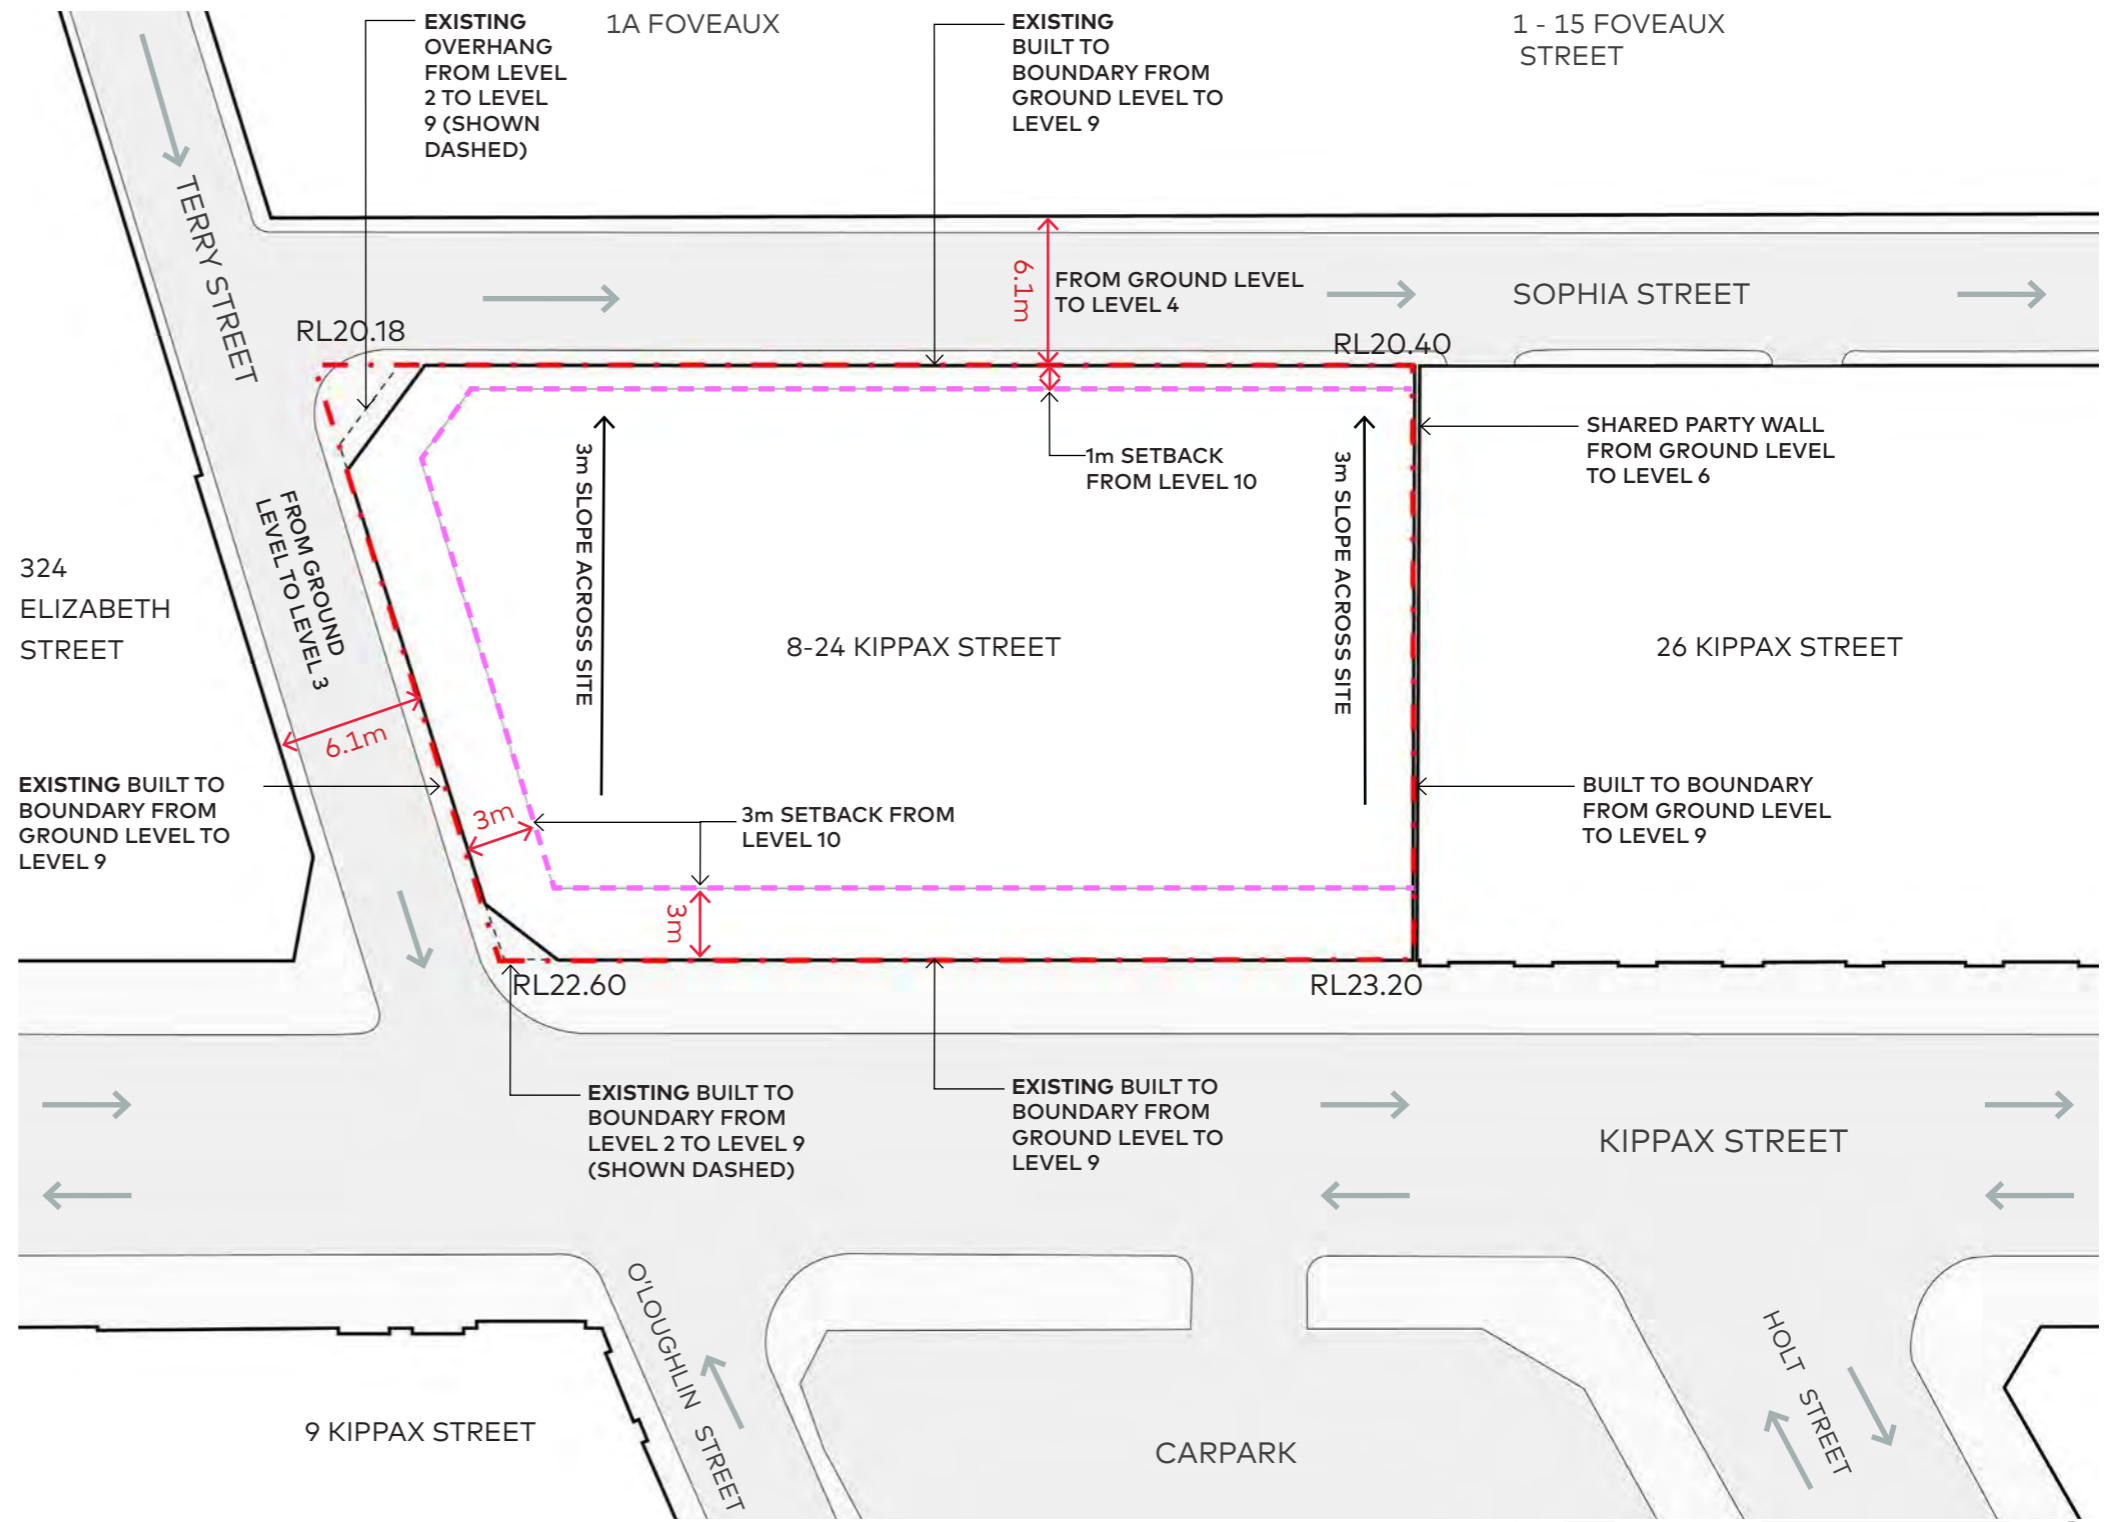 EXISTING
OVERHANG
FROM LEVEL
2 TO LEVEL
9 (SHOWN
DASHED)
1A FOVEAUX
EXISTING
BUILT TO
BOUNDARY FROM
GROUND LEVEL TO
LEVEL 9
1 - 15 FOVEAUX
STREET
TERRY STREET
6.1m
FROM GROUND LEVEL
TO LEVEL 4
SOPHIA STREET
RL20.18
RL20.40
3m SLOPE ACROSS SITE
1m SETBACK
FROM LEVEL 10
3m SLOPE ACROSS SITE
SHARED PARTY WALL
FROM GROUND LEVEL
TO LEVEL 6
FROM GROUND
LEVEL TO LEVEL 3
324
ELIZABETH
STREET
8-24 KIPPAX STREET
26 KIPPAX STREET
6.1m
EXISTING BUILT TO
BOUNDARY FROM
GROUND LEVEL TO
LEVEL 9
3m
3m SETBACK FROM
LEVEL 10
BUILT TO BOUNDARY
FROM GROUND LEVEL
TO LEVEL 9
3m
RL22.60
RL23.20
EXISTING BUILT TO
BOUNDARY FROM
LEVEL 2 TO LEVEL 9
(SHOWN DASHED)
EXISTING BUILT TO
BOUNDARY FROM
GROUND LEVEL TO
LEVEL 9
KIPPAX STREET
O'LOUGHLIN STREET
HOLT STREET
9 KIPPAX STREET
CARPARK